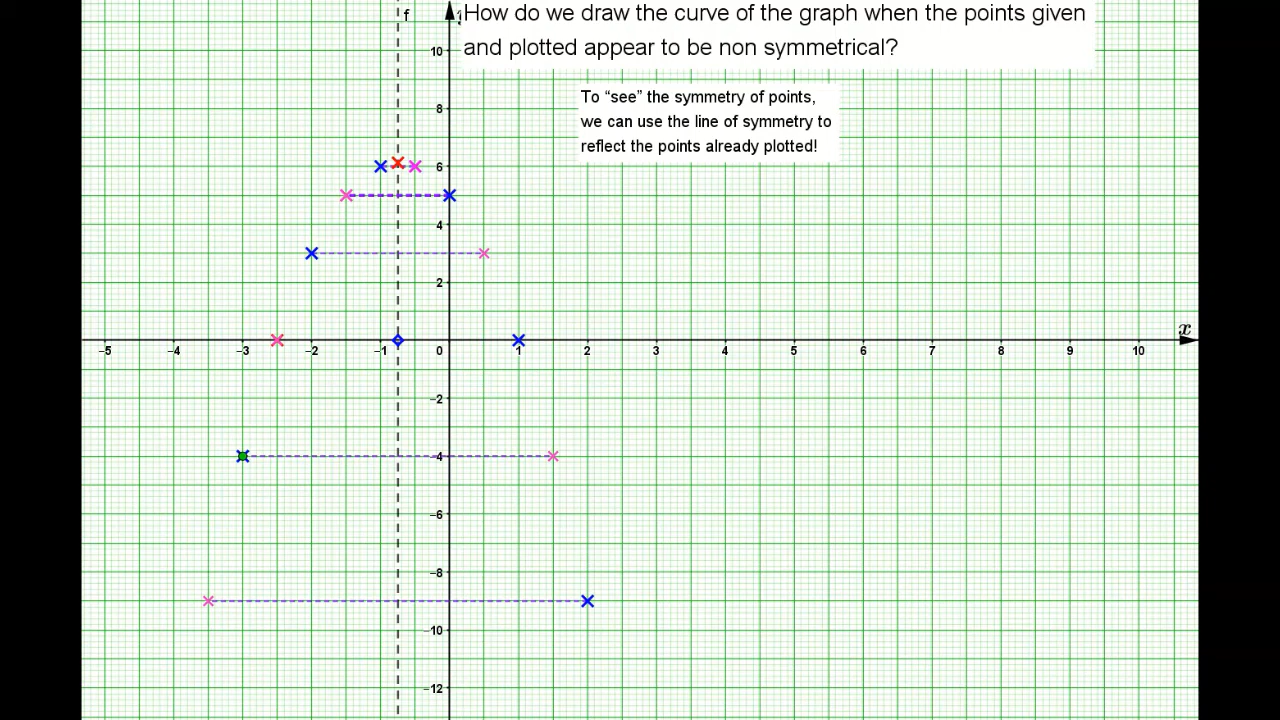 f
How do we draw the curve of the graph when the points given
and plotted appear to be non symmetrical?
To “see” the symmetry of points,
we can use the line of symmetry to
reflect the points already plotted!
10
8
6
4
2
x
−5 −4 −3 −2 −1 0 1 2 3 4 5 6 7 8 9 10
−2
−4
−6
−8
−10
−12